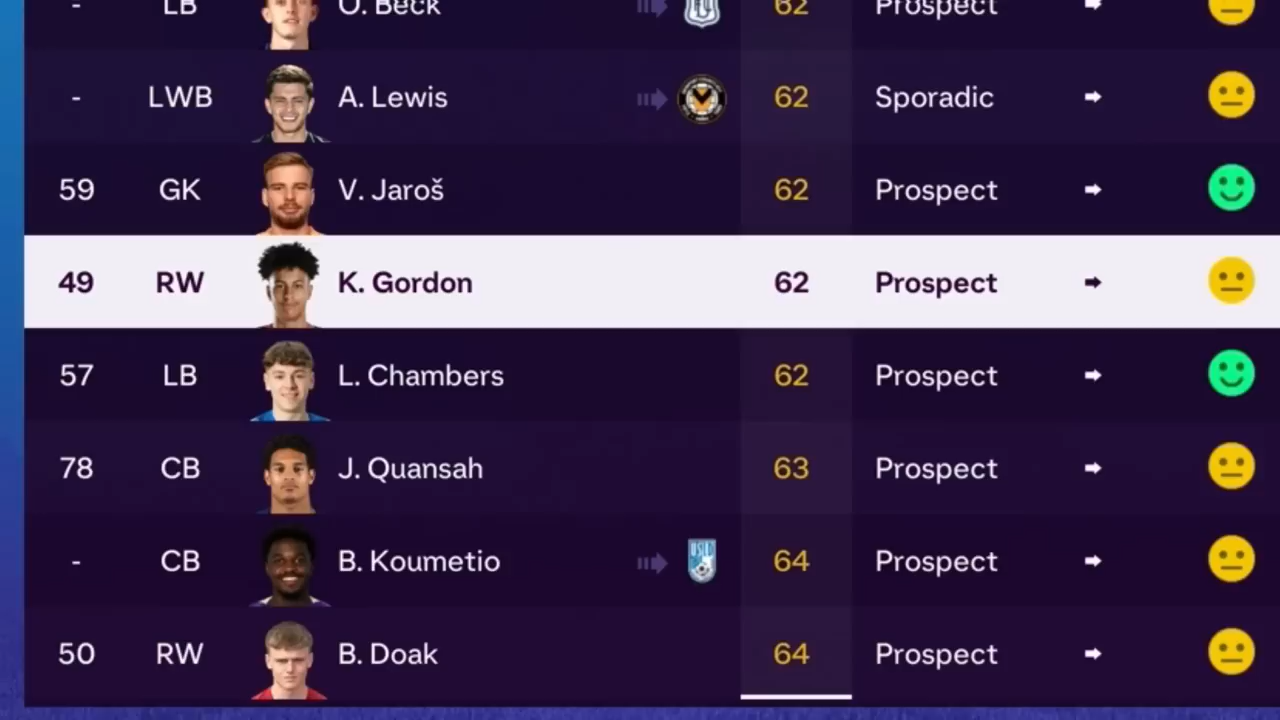 - LB O. Beck 62 Prospect
- LWB A. Lewis 62 Sporadic
59 GK V. Jaroš 62 Prospect
49 RW K. Gordon 62 Prospect
57 LB L. Chambers 62 Prospect
78 CB J. Quansah 63 Prospect
- CB B. Koumetio USLD 64 Prospect
50 RW B. Doak 64 Prospect